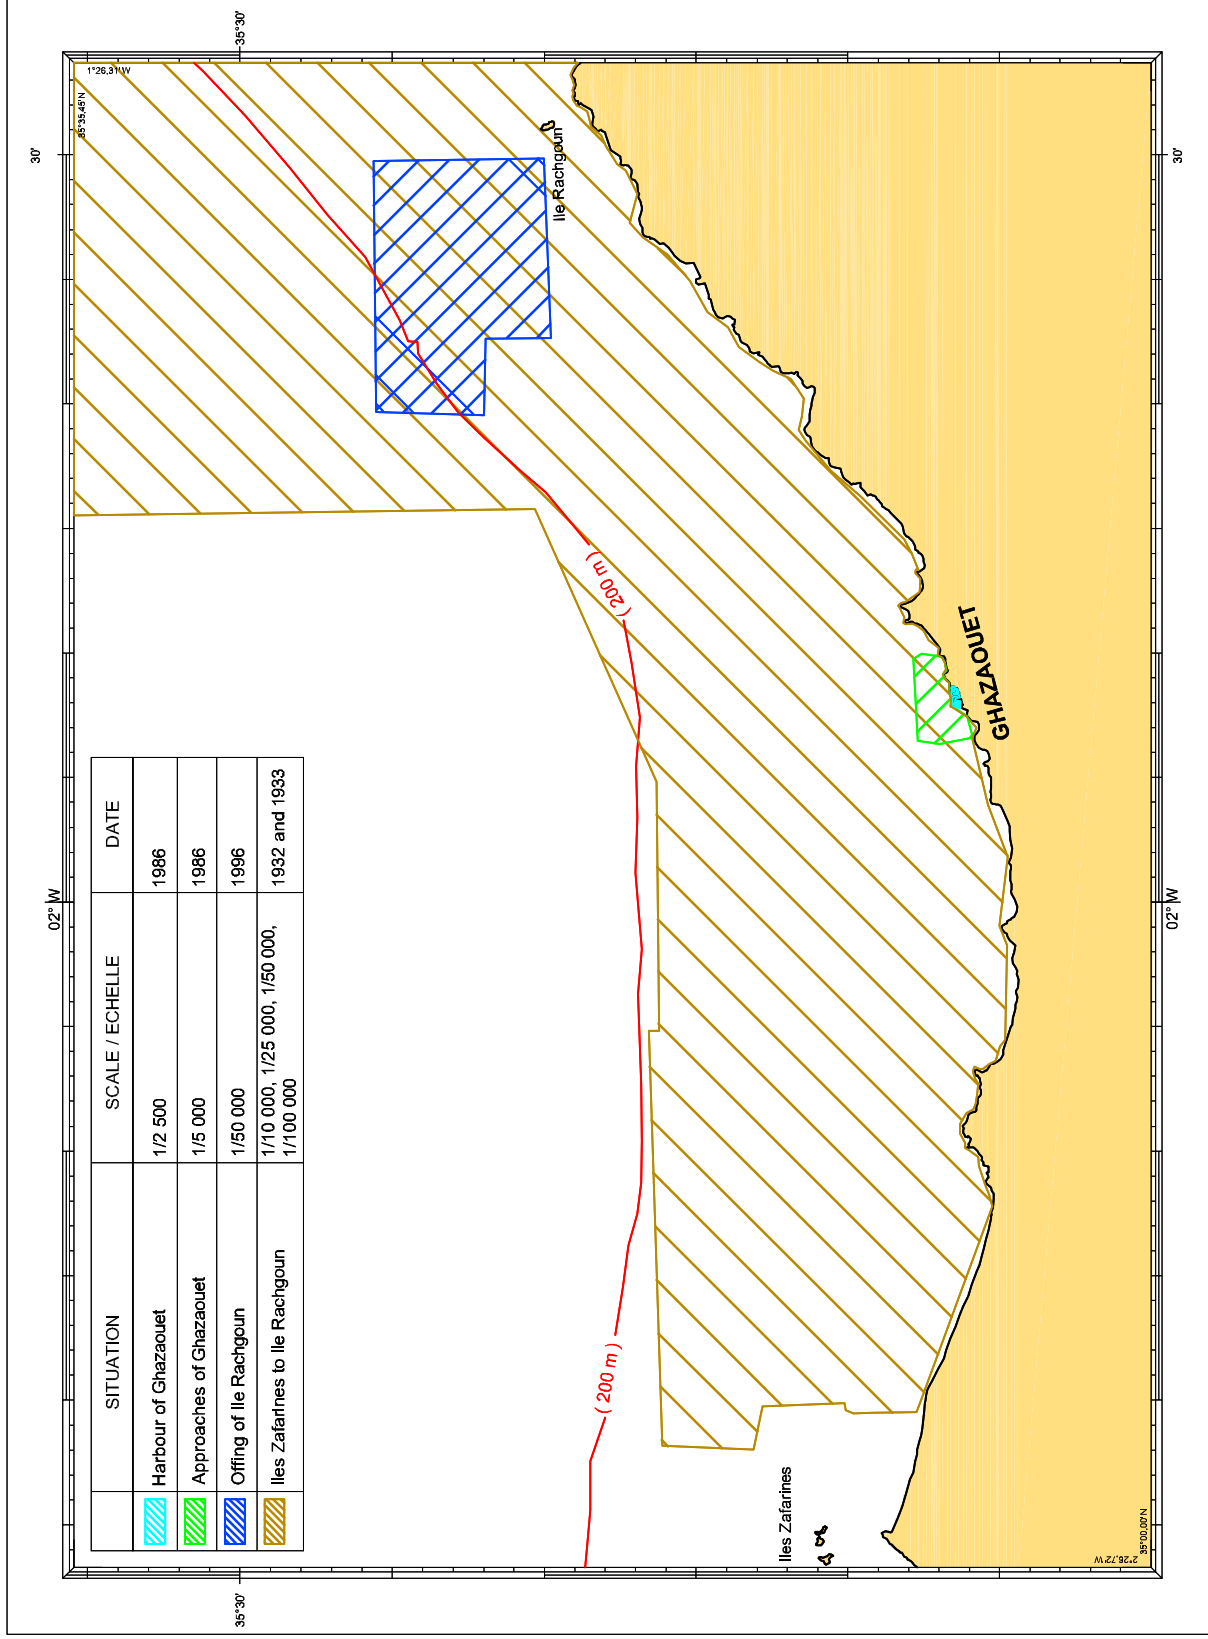 02° W
30'
SITUATION SCALE / ECHELLE DATE
Harbour of Ghazaouet 1/2 500 1986
Approaches of Ghazaouet 1/5 000 1986
Offing of Ile Rachgoun 1/50 000 1996
Iles Zafarines to Ile Rachgoun 1/10 000, 1/25 000, 1/50 000, 1/100 000 1932 and 1933
35°35,45'N
1°26,31'W
35°30'
35°30'
( 200 m )
( 200 m )
Ile Rachgoun
Iles Zafarines
GHAZAOUET
2°26,72'W
35°00,00'N
02° W
30'